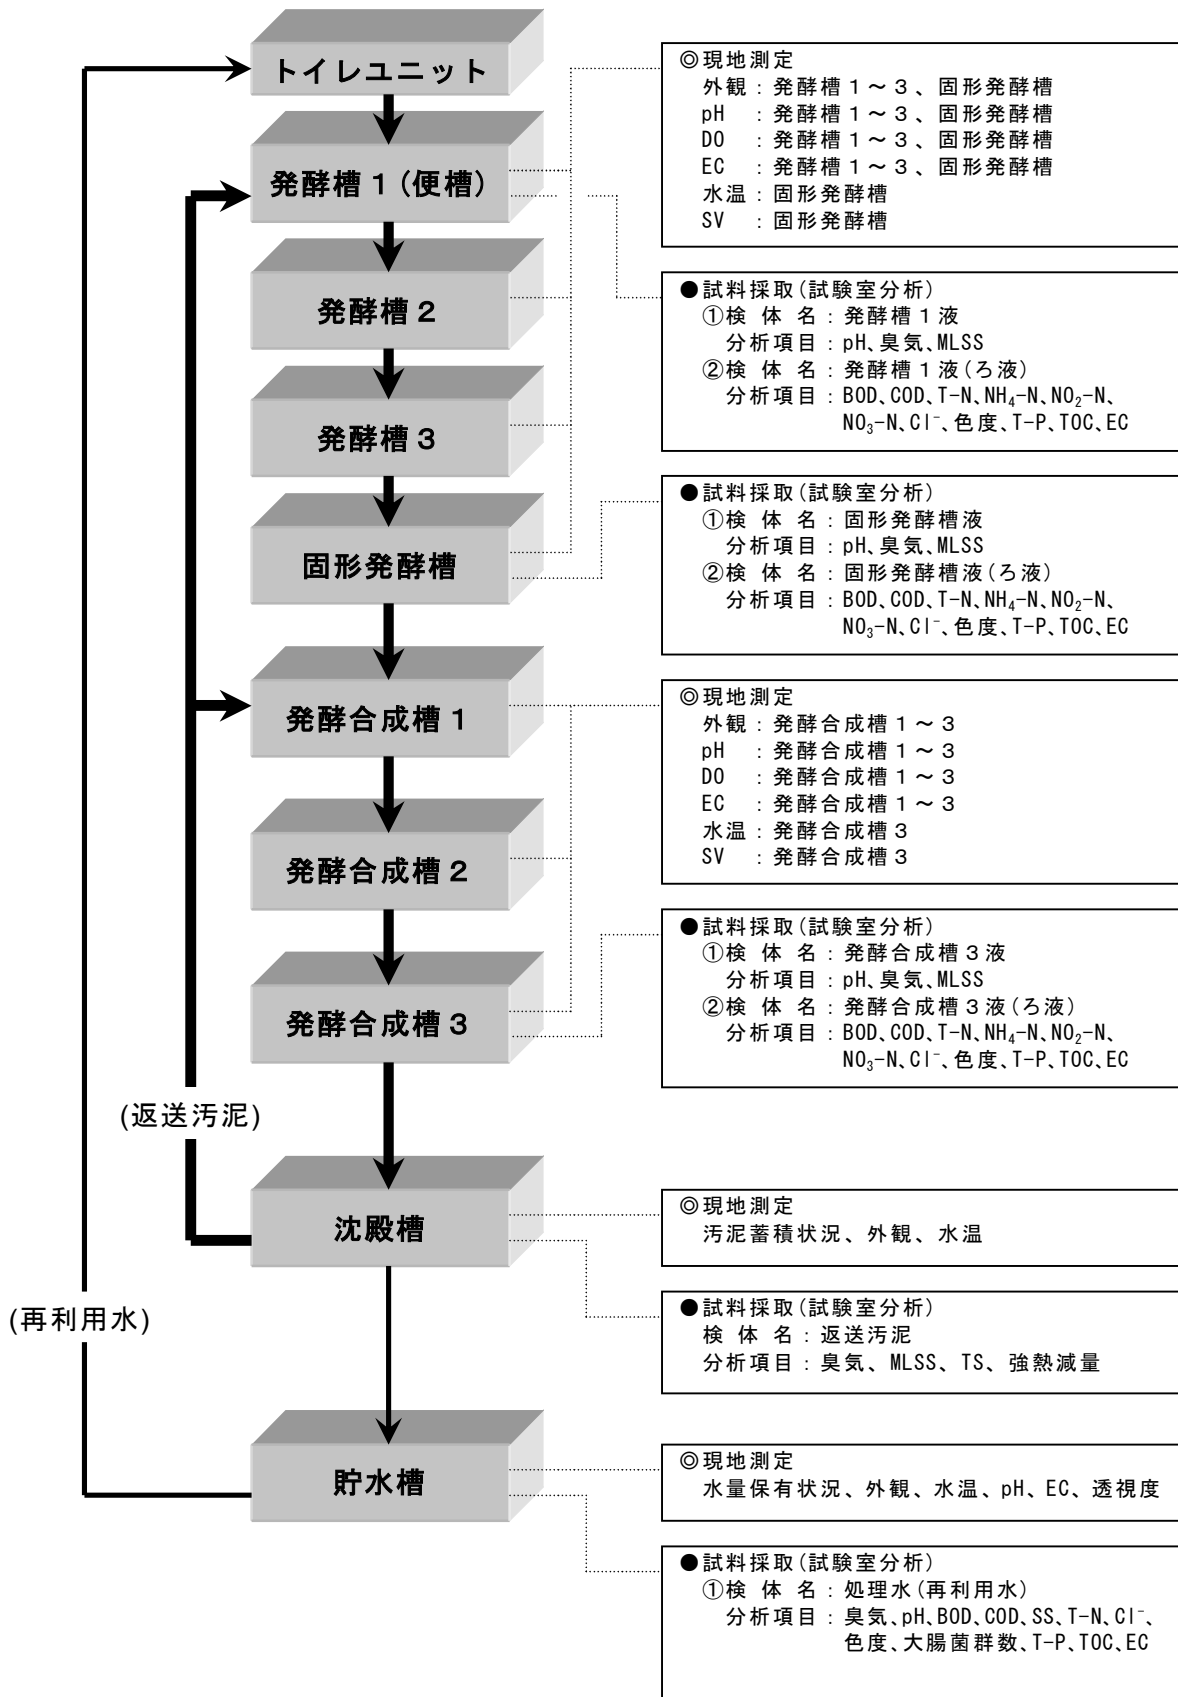 トイレユニット
発酵槽１(便槽)
発酵槽２
発酵槽３
固形発酵槽
発酵合成槽１
発酵合成槽２
発酵合成槽３
(返送汚泥)
沈殿槽
(再利用水)
貯水槽
◎現地測定
外観：発酵槽１～３、固形発酵槽
pH ：発酵槽１～３、固形発酵槽
DO ：発酵槽１～３、固形発酵槽
EC ：発酵槽１～３、固形発酵槽
水温：固形発酵槽
SV ：固形発酵槽
●試料採取(試験室分析)
①検 体 名：発酵槽１液
分析項目：pH、臭気、MLSS
②検 体 名：発酵槽１液(ろ液)
分析項目：BOD、COD、T-N、NH₄-N、NO₂-N、
NO₃-N、Cl⁻、色度、T-P、TOC、EC
●試料採取(試験室分析)
①検 体 名：固形発酵槽液
分析項目：pH、臭気、MLSS
②検 体 名：固形発酵槽液(ろ液)
分析項目：BOD、COD、T-N、NH₄-N、NO₂-N、
NO₃-N、Cl⁻、色度、T-P、TOC、EC
◎現地測定
外観：発酵合成槽１～３
pH ：発酵合成槽１～３
DO ：発酵合成槽１～３
EC ：発酵合成槽１～３
水温：発酵合成槽３
SV ：発酵合成槽３
●試料採取(試験室分析)
①検 体 名：発酵合成槽３液
分析項目：pH、臭気、MLSS
②検 体 名：発酵合成槽３液(ろ液)
分析項目：BOD、COD、T-N、NH₄-N、NO₂-N、
NO₃-N、Cl⁻、色度、T-P、TOC、EC
◎現地測定
汚泥蓄積状況、外観、水温
●試料採取(試験室分析)
検 体 名：返送汚泥
分析項目：臭気、MLSS、TS、強熱減量
◎現地測定
水量保有状況、外観、水温、pH、EC、透視度
●試料採取(試験室分析)
①検 体 名：処理水(再利用水)
分析項目：臭気、pH、BOD、COD、SS、T-N、Cl⁻、
色度、大腸菌群数、T-P、TOC、EC